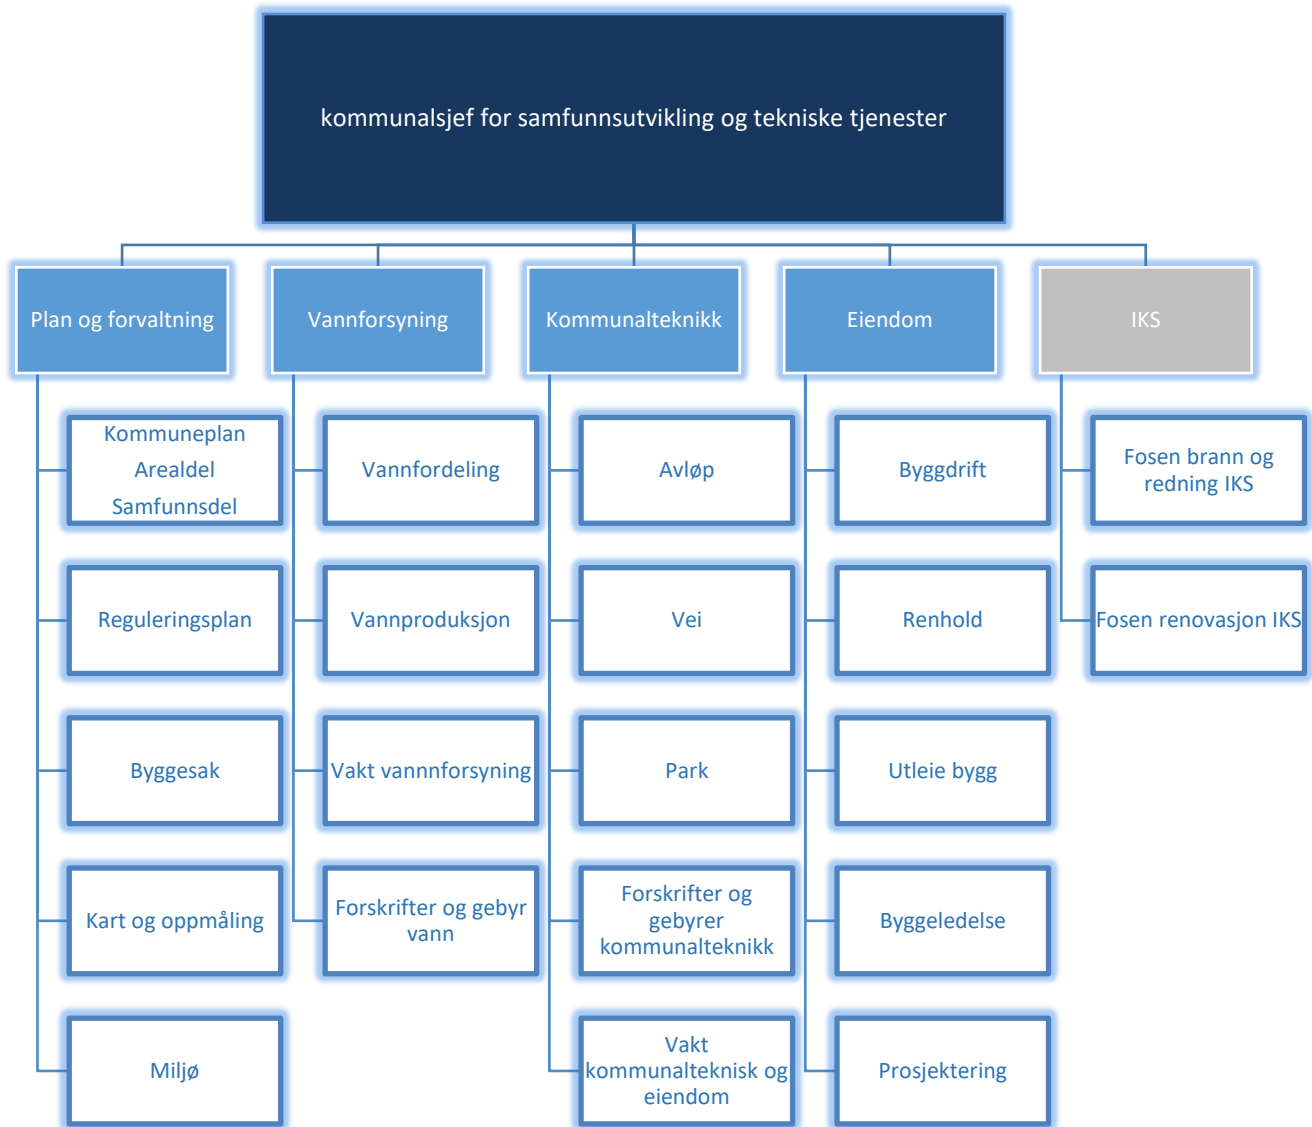 kommunalsjef for samfunnsutvikling og tekniske tjenester
Plan og forvaltning
Vannforsyning
Kommunalteknikk
Eiendom
IKS
Kommuneplan
Arealdel
Samfunnsdel
Vannfordeling
Avløp
Byggdrift
Fosen brann og
redning IKS
Reguleringsplan
Vannproduksjon
Vei
Renhold
Fosen renovasjon IKS
Byggesak
Vakt vannnforsyning
Park
Utleie bygg
Kart og oppmåling
Forskrifter og gebyr
vann
Forskrifter og
gebyrer
kommunalteknikk
Byggeledelse
Miljø
Vakt
kommunalteknisk og
eiendom
Prosjektering